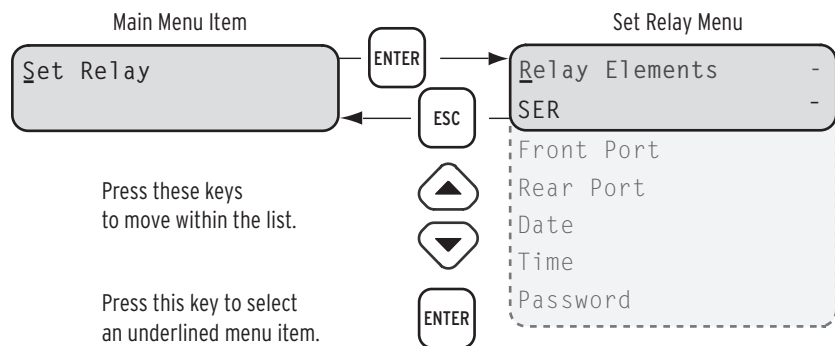 Main Menu Item
Set Relay Menu
Set Relay
ENTER
Relay Elements -
SER -
ESC
Front Port
Rear Port
Date
Time
Password
Press these keys
to move within the list.
Press this key to select
an underlined menu item.
ENTER